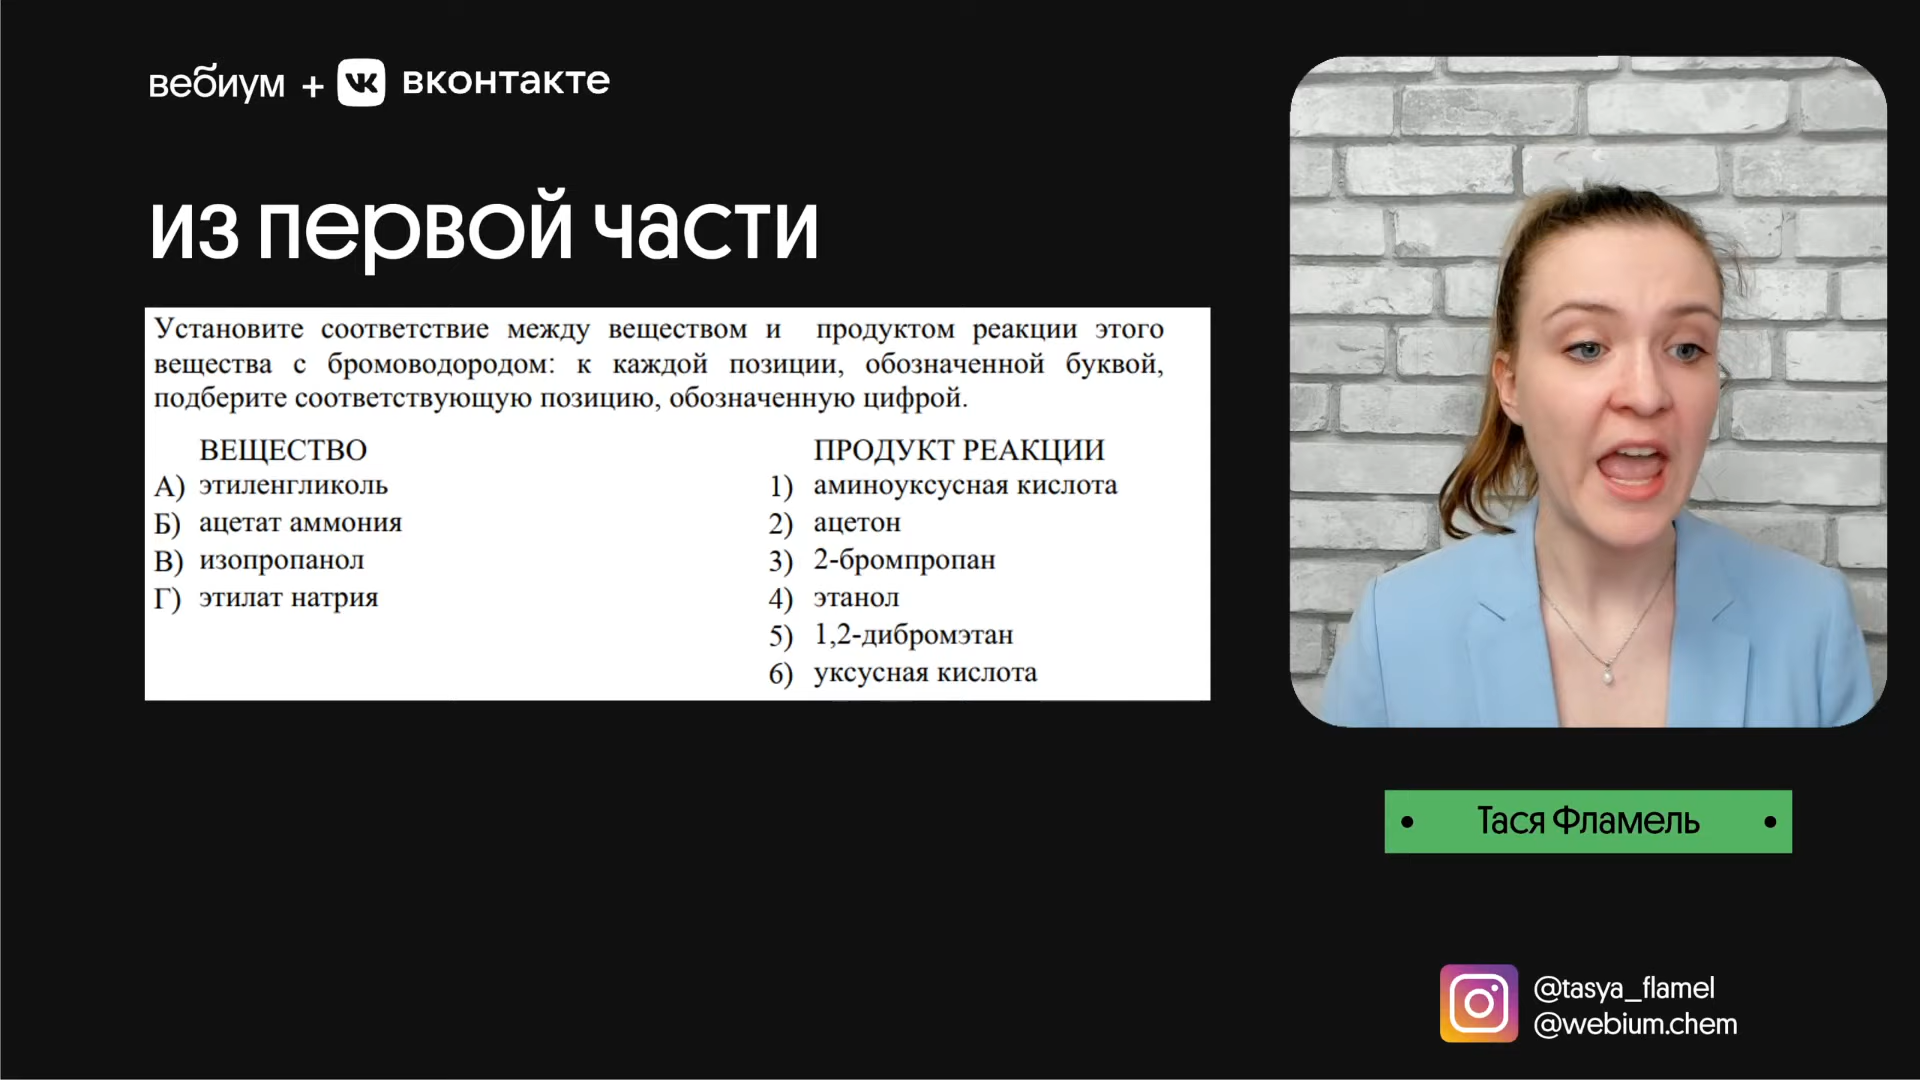 вебиум + вконтакте
из первой части
Установите соответствие между веществом и продуктом реакции этого
вещества с бромоводородом: к каждой позиции, обозначенной буквой,
подберите соответствующую позицию, обозначенную цифрой.
ВЕЩЕСТВО
А) этиленгликоль
Б) ацетат аммония
В) изопропанол
Г) этилат натрия
ПРОДУКТ РЕАКЦИИ
1) аминоуксусная кислота
2) ацетон
3) 2-бромпропан
4) этанол
5) 1,2-дибромэтан
6) уксусная кислота
Тася Фламель
@tasya_flamel
@webium.chem